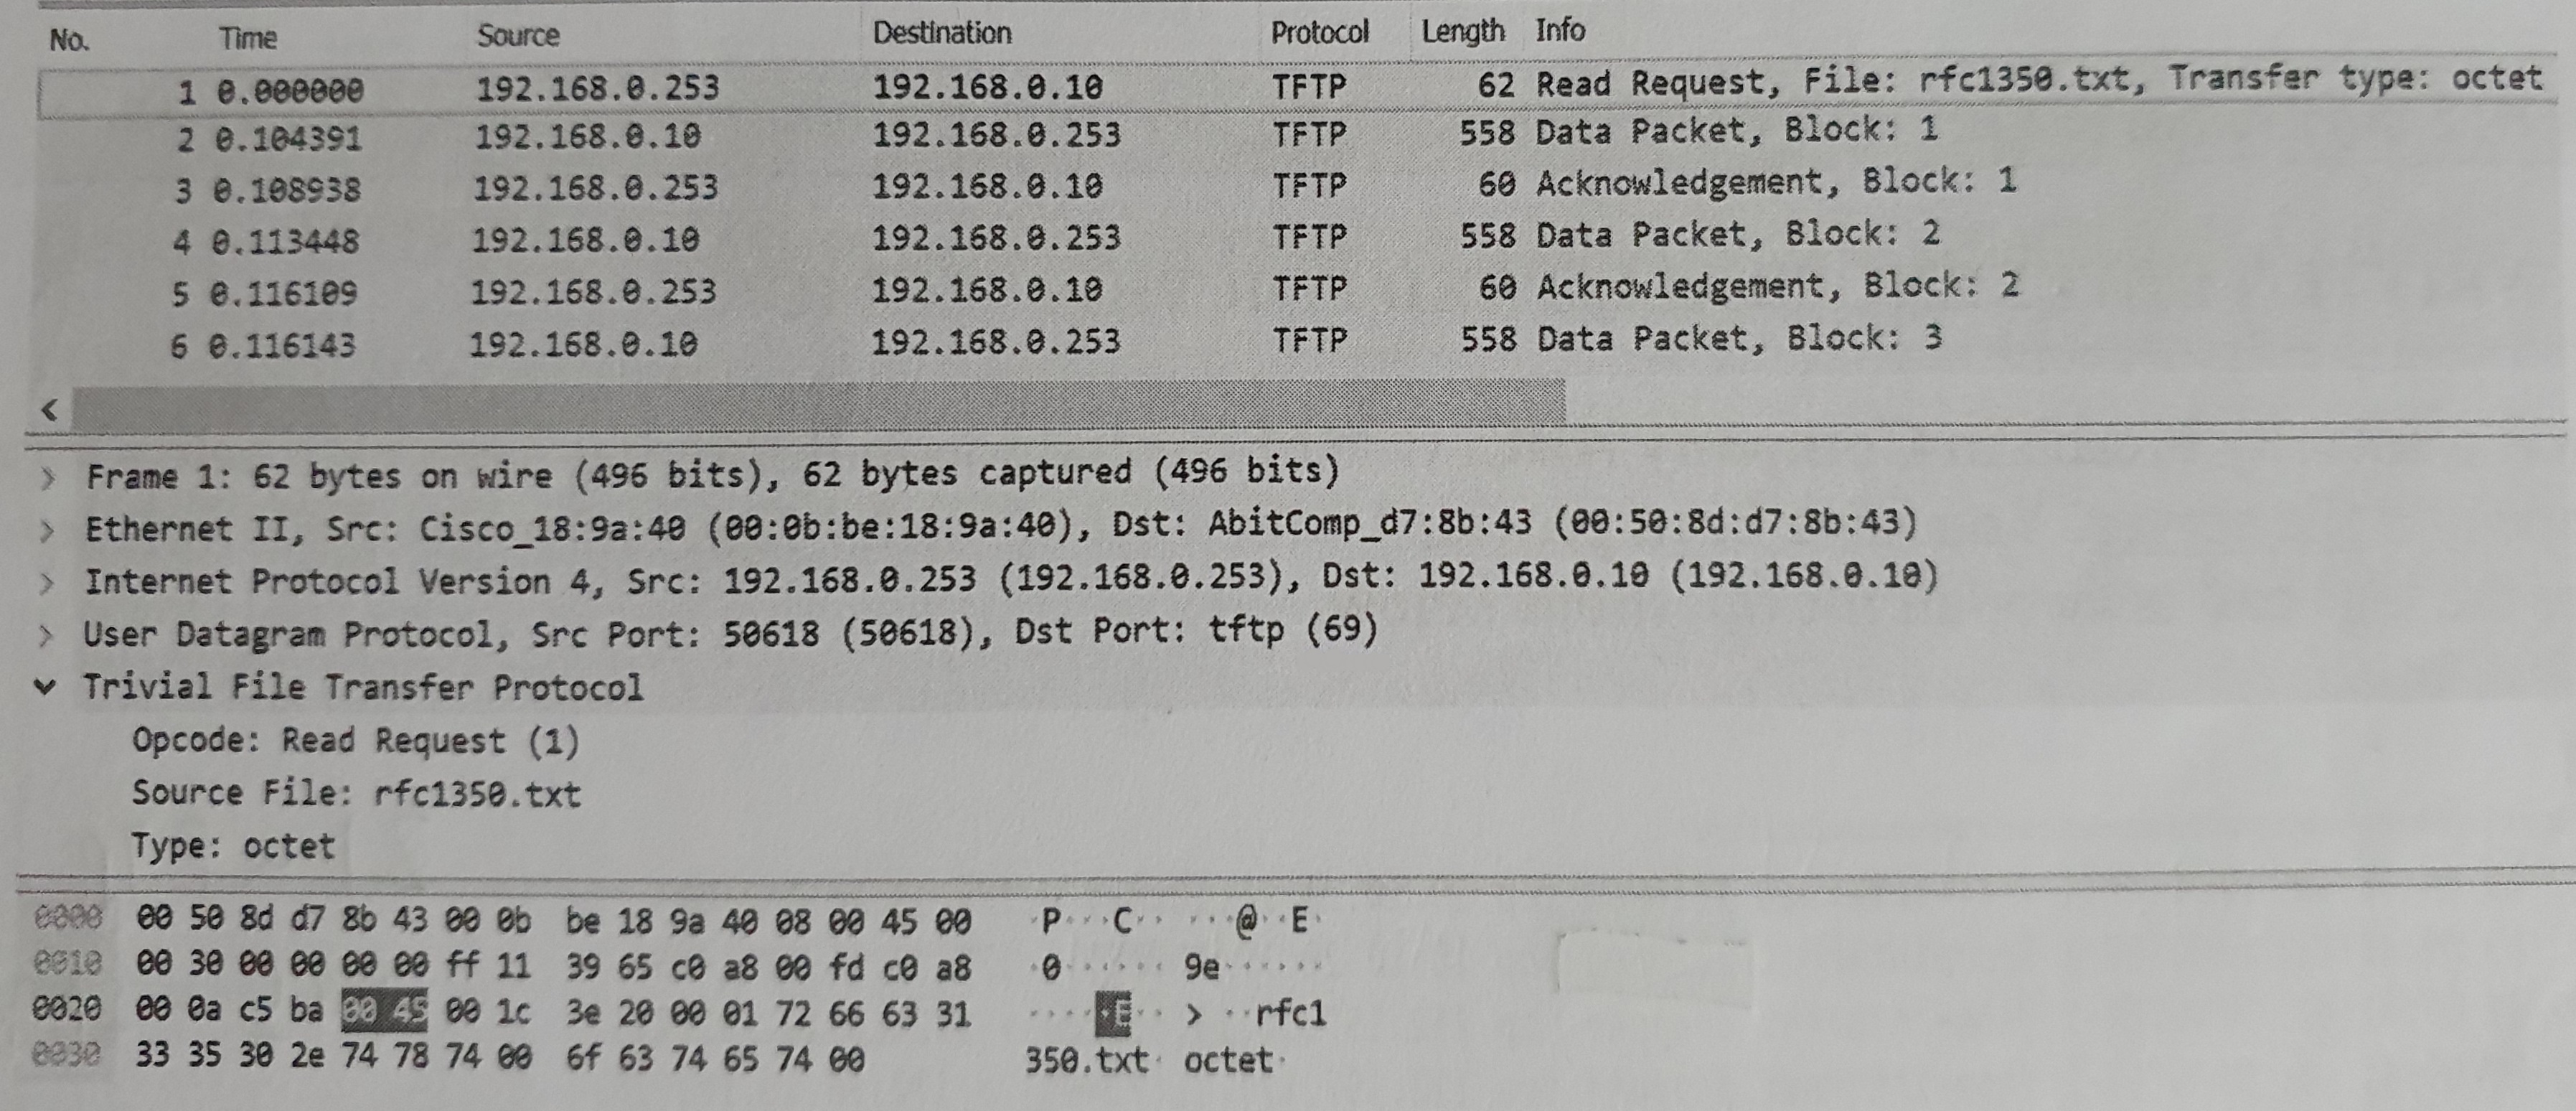 No. Time Source Destination Protocol Length Info
1 0.000000 192.168.0.253 192.168.0.10 TFTP 62 Read Request, File: rfc1350.txt, Transfer type: octet
2 0.104391 192.168.0.10 192.168.0.253 TFTP 558 Data Packet, Block: 1
3 0.108938 192.168.0.253 192.168.0.10 TFTP 60 Acknowledgement, Block: 1
4 0.113448 192.168.0.10 192.168.0.253 TFTP 558 Data Packet, Block: 2
5 0.116109 192.168.0.253 192.168.0.10 TFTP 60 Acknowledgement, Block: 2
6 0.116143 192.168.0.10 192.168.0.253 TFTP 558 Data Packet, Block: 3
Frame 1: 62 bytes on wire (496 bits), 62 bytes captured (496 bits)
Ethernet II, Src: Cisco_18:9a:40 (00:0b:be:18:9a:40), Dst: AbitComp_d7:8b:43 (00:50:8d:d7:8b:43)
Internet Protocol Version 4, Src: 192.168.0.253 (192.168.0.253), Dst: 192.168.0.10 (192.168.0.10)
User Datagram Protocol, Src Port: 50618 (50618), Dst Port: tftp (69)
Trivial File Transfer Protocol
Opcode: Read Request (1)
Source File: rfc1350.txt
Type: octet
0000 00 50 8d d7 8b 43 00 0b be 18 9a 40 08 00 45 00 ·P···C·· ···@··E·
0010 00 30 00 00 00 00 ff 11 39 65 c0 a8 00 fd c0 a8 ·0······ 9e······
0020 00 0a c5 ba 00 45 00 1c 3e 20 00 01 72 66 63 31 ·····E·· > ··rfc1
0030 33 35 30 2e 74 78 74 00 6f 63 74 65 74 00 350.txt· octet·